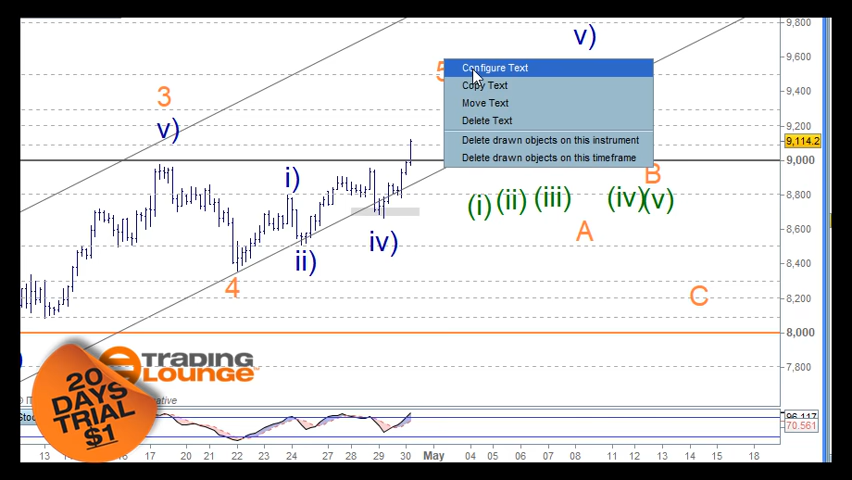 9,800
v)
9,600
5
Configure Text
Copy Text
Move Text
Delete Text
Delete drawn objects on this instrument
Delete drawn objects on this timeframe
9,400
9,200
3
v)
9,114.2
9,000
i)
B
8,800
(i) (ii) (iii) (iv) (v)
8,600
A
iv)
ii)
8,400
4
C
8,200
8,000
7,800
TRADING
LOUNGE
20
DAYS
TRIAL
$1
96.117
70.561
13 14 15 16 17 20 21 22 23 24 27 28 29 30 May 04 05 06 07 08 11 12 13 14 15 18